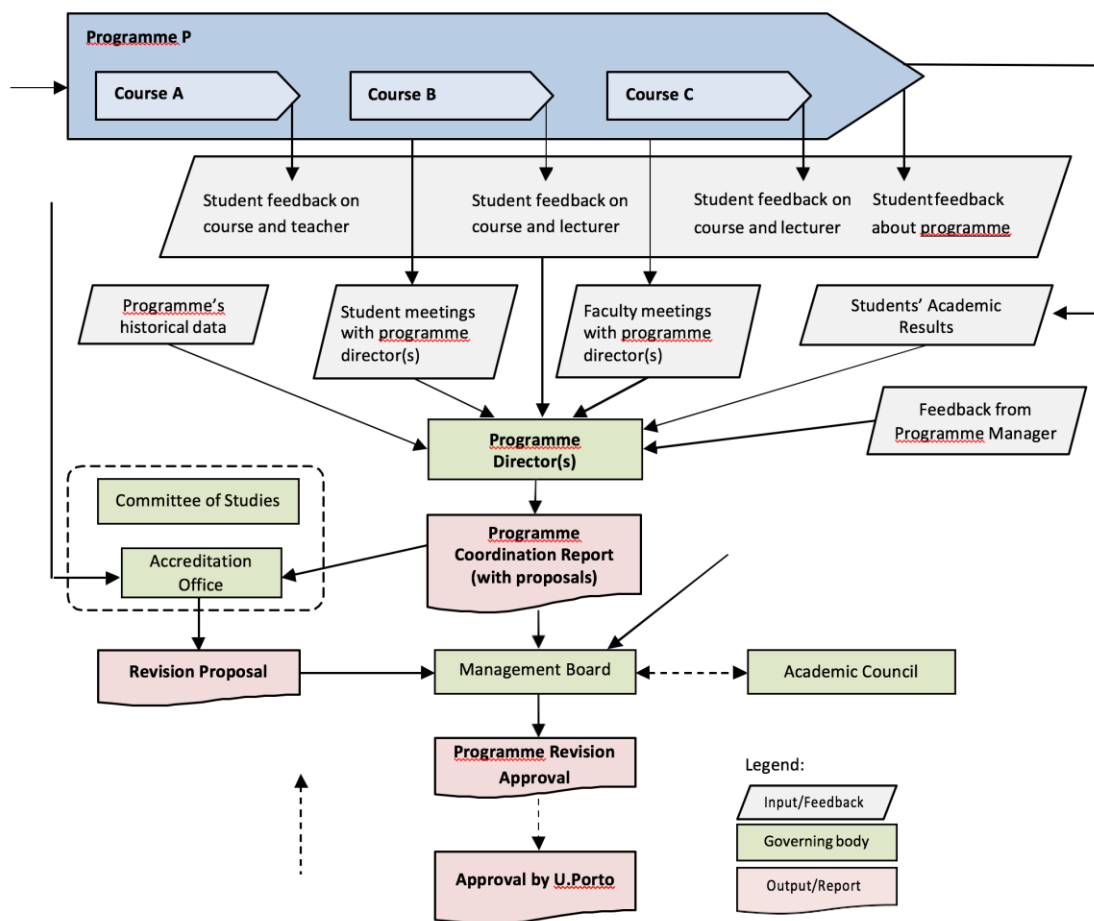 Programme P
Course A
Course B
Course C
Student feedback on
course and teacher
Student feedback on
course and lecturer
Student feedback on
course and lecturer
Student feedback
about programme
Programme's
historical data
Student meetings
with programme
director(s)
Faculty meetings
with programme
director(s)
Students' Academic
Results
Feedback from
Programme Manager
Programme
Director(s)
Committee of Studies
Accreditation
Office
Programme
Coordination Report
(with proposals)
Revision Proposal
Management Board
Academic Council
Programme Revision
Approval
Approval by U.Porto
Legend:
Input/Feedback
Governing body
Output/Report